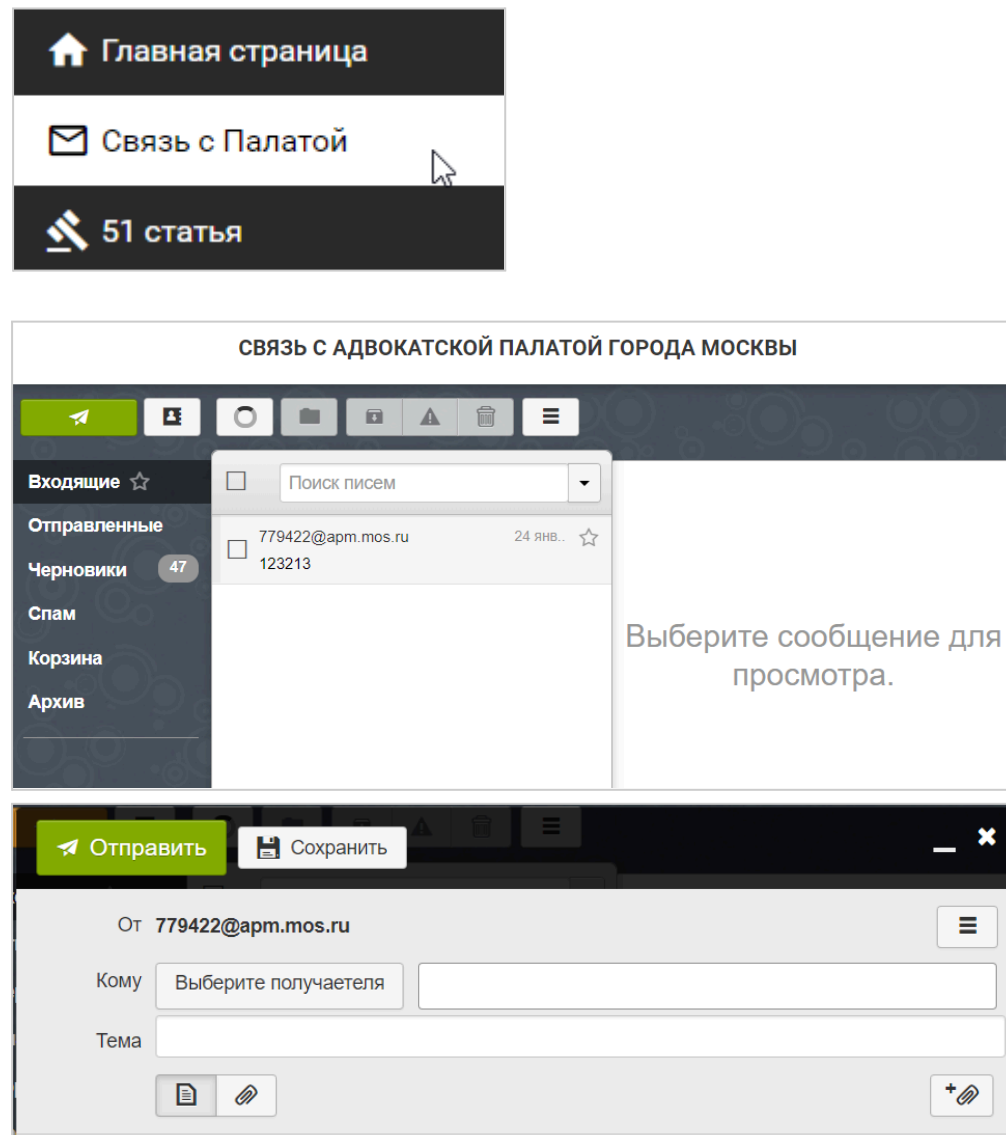 Главная страница
Связь с Палатой
51 статья
СВЯЗЬ С АДВОКАТСКОЙ ПАЛАТОЙ ГОРОДА МОСКВЫ
Входящие
Отправленные
Черновики 47
Спам
Корзина
Архив
Поиск писем
779422@apm.mos.ru 24 янв..
123213
Выберите сообщение для
просмотра.
Отправить Сохранить
От 779422@apm.mos.ru
Кому Выберите получаетеля
Тема